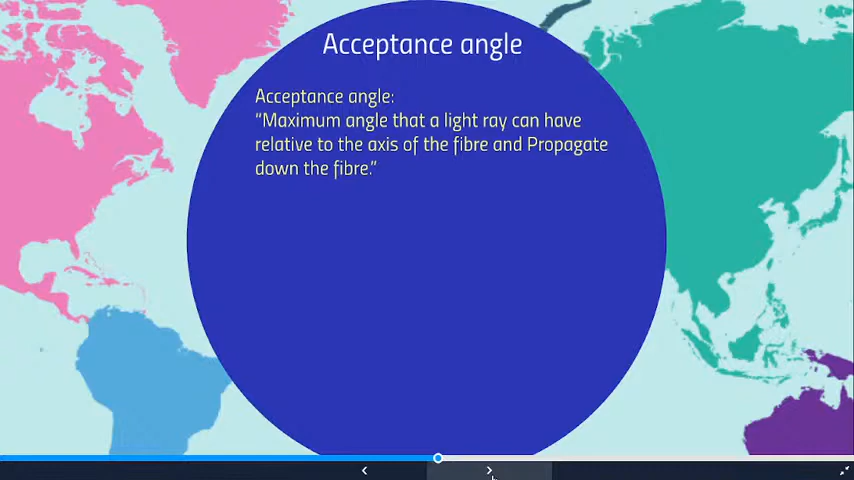 Acceptance angle
Acceptance angle:
"Maximum angle that a light ray can have
relative to the axis of the fibre and Propagate
down the fibre."